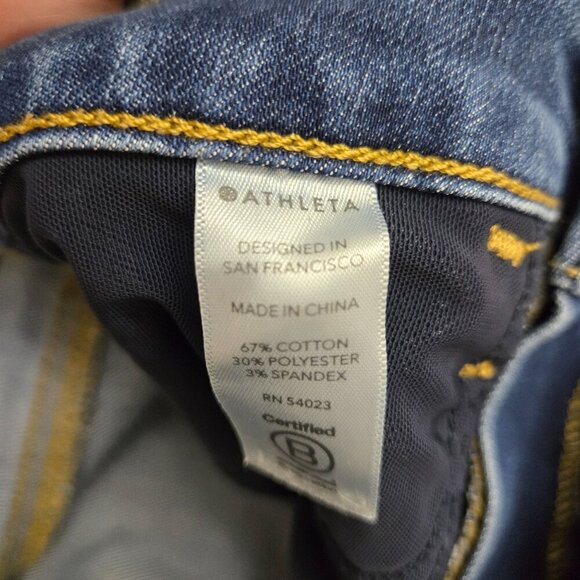 ATHLETA
DESIGNED IN
SAN FRANCISCO
MADE IN CHINA
67% COTTON
30% POLYESTER
3% SPANDEX
RN 54023
Certified
B